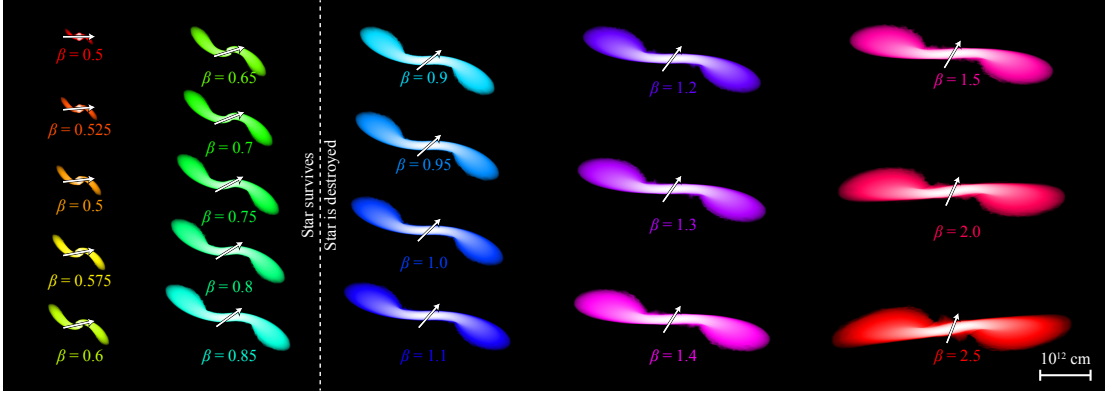 β = 0.5
β = 0.525
β = 0.5
β = 0.575
β = 0.6
β = 0.65
β = 0.7
β = 0.75
β = 0.8
β = 0.85
Star survives
Star is destroyed
β = 0.9
β = 0.95
β = 1.0
β = 1.1
β = 1.2
β = 1.3
β = 1.4
β = 1.5
β = 2.0
β = 2.5
10¹² cm